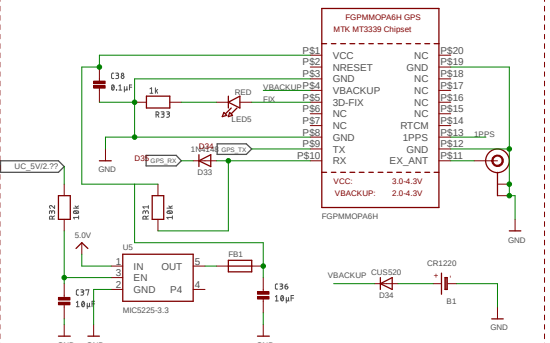 FGPMMOPA6H GPS
MTK MT3339 Chipset
P$1 VCC NC P$20
P$2 NRESET GND P$19
P$3 GND NC P$18
P$4 VBACKUP NC P$17
P$5 3D-FIX NC P$16
P$6 NC NC P$15
P$7 NC RTCM P$14
P$8 GND 1PPS P$13
P$9 TX GND P$12
P$10 RX EX_ANT P$11
VCC: 3.0-4.3V
VBACKUP: 2.0-4.3V
FGPMMOPA6H
C38
0.1µF
1k
R33
RED
LED5
VBACKUP
FIX
1PPS
GND
D35
GPS_RX
GPS_TX
D33
UC_5V/2.??
R32
10k
R31
10k
5.0V
U5
1 IN OUT 5
3 EN
2 GND P4 4
MIC5225-3.3
FB1
C37
10µF
C36
10µF
GND
VBACKUP
CUS520
D34
CR1220
+
B1
GND